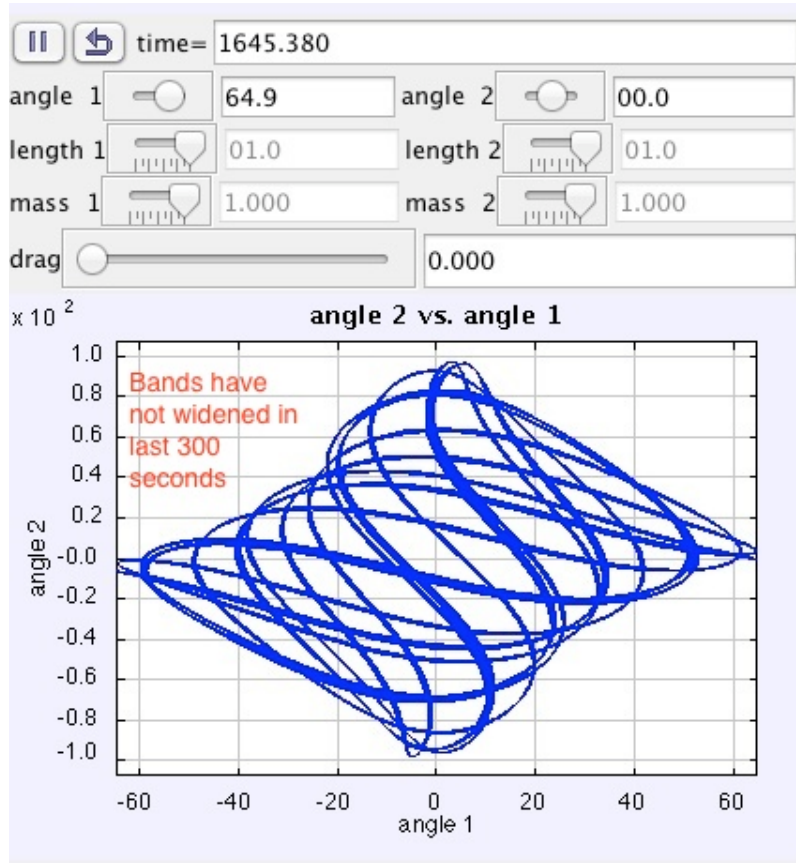 time= 1645.380
angle 1 64.9 angle 2 00.0
length 1 01.0 length 2 01.0
mass 1 1.000 mass 2 1.000
drag 0.000
x 10 2
angle 2 vs. angle 1
1.0
0.8
0.6
0.4
0.2
-0.0
-0.2
-0.4
-0.6
-0.8
-1.0
angle 2
Bands have
not widened in
last 300
seconds
-60 -40 -20 0 20 40 60
angle 1